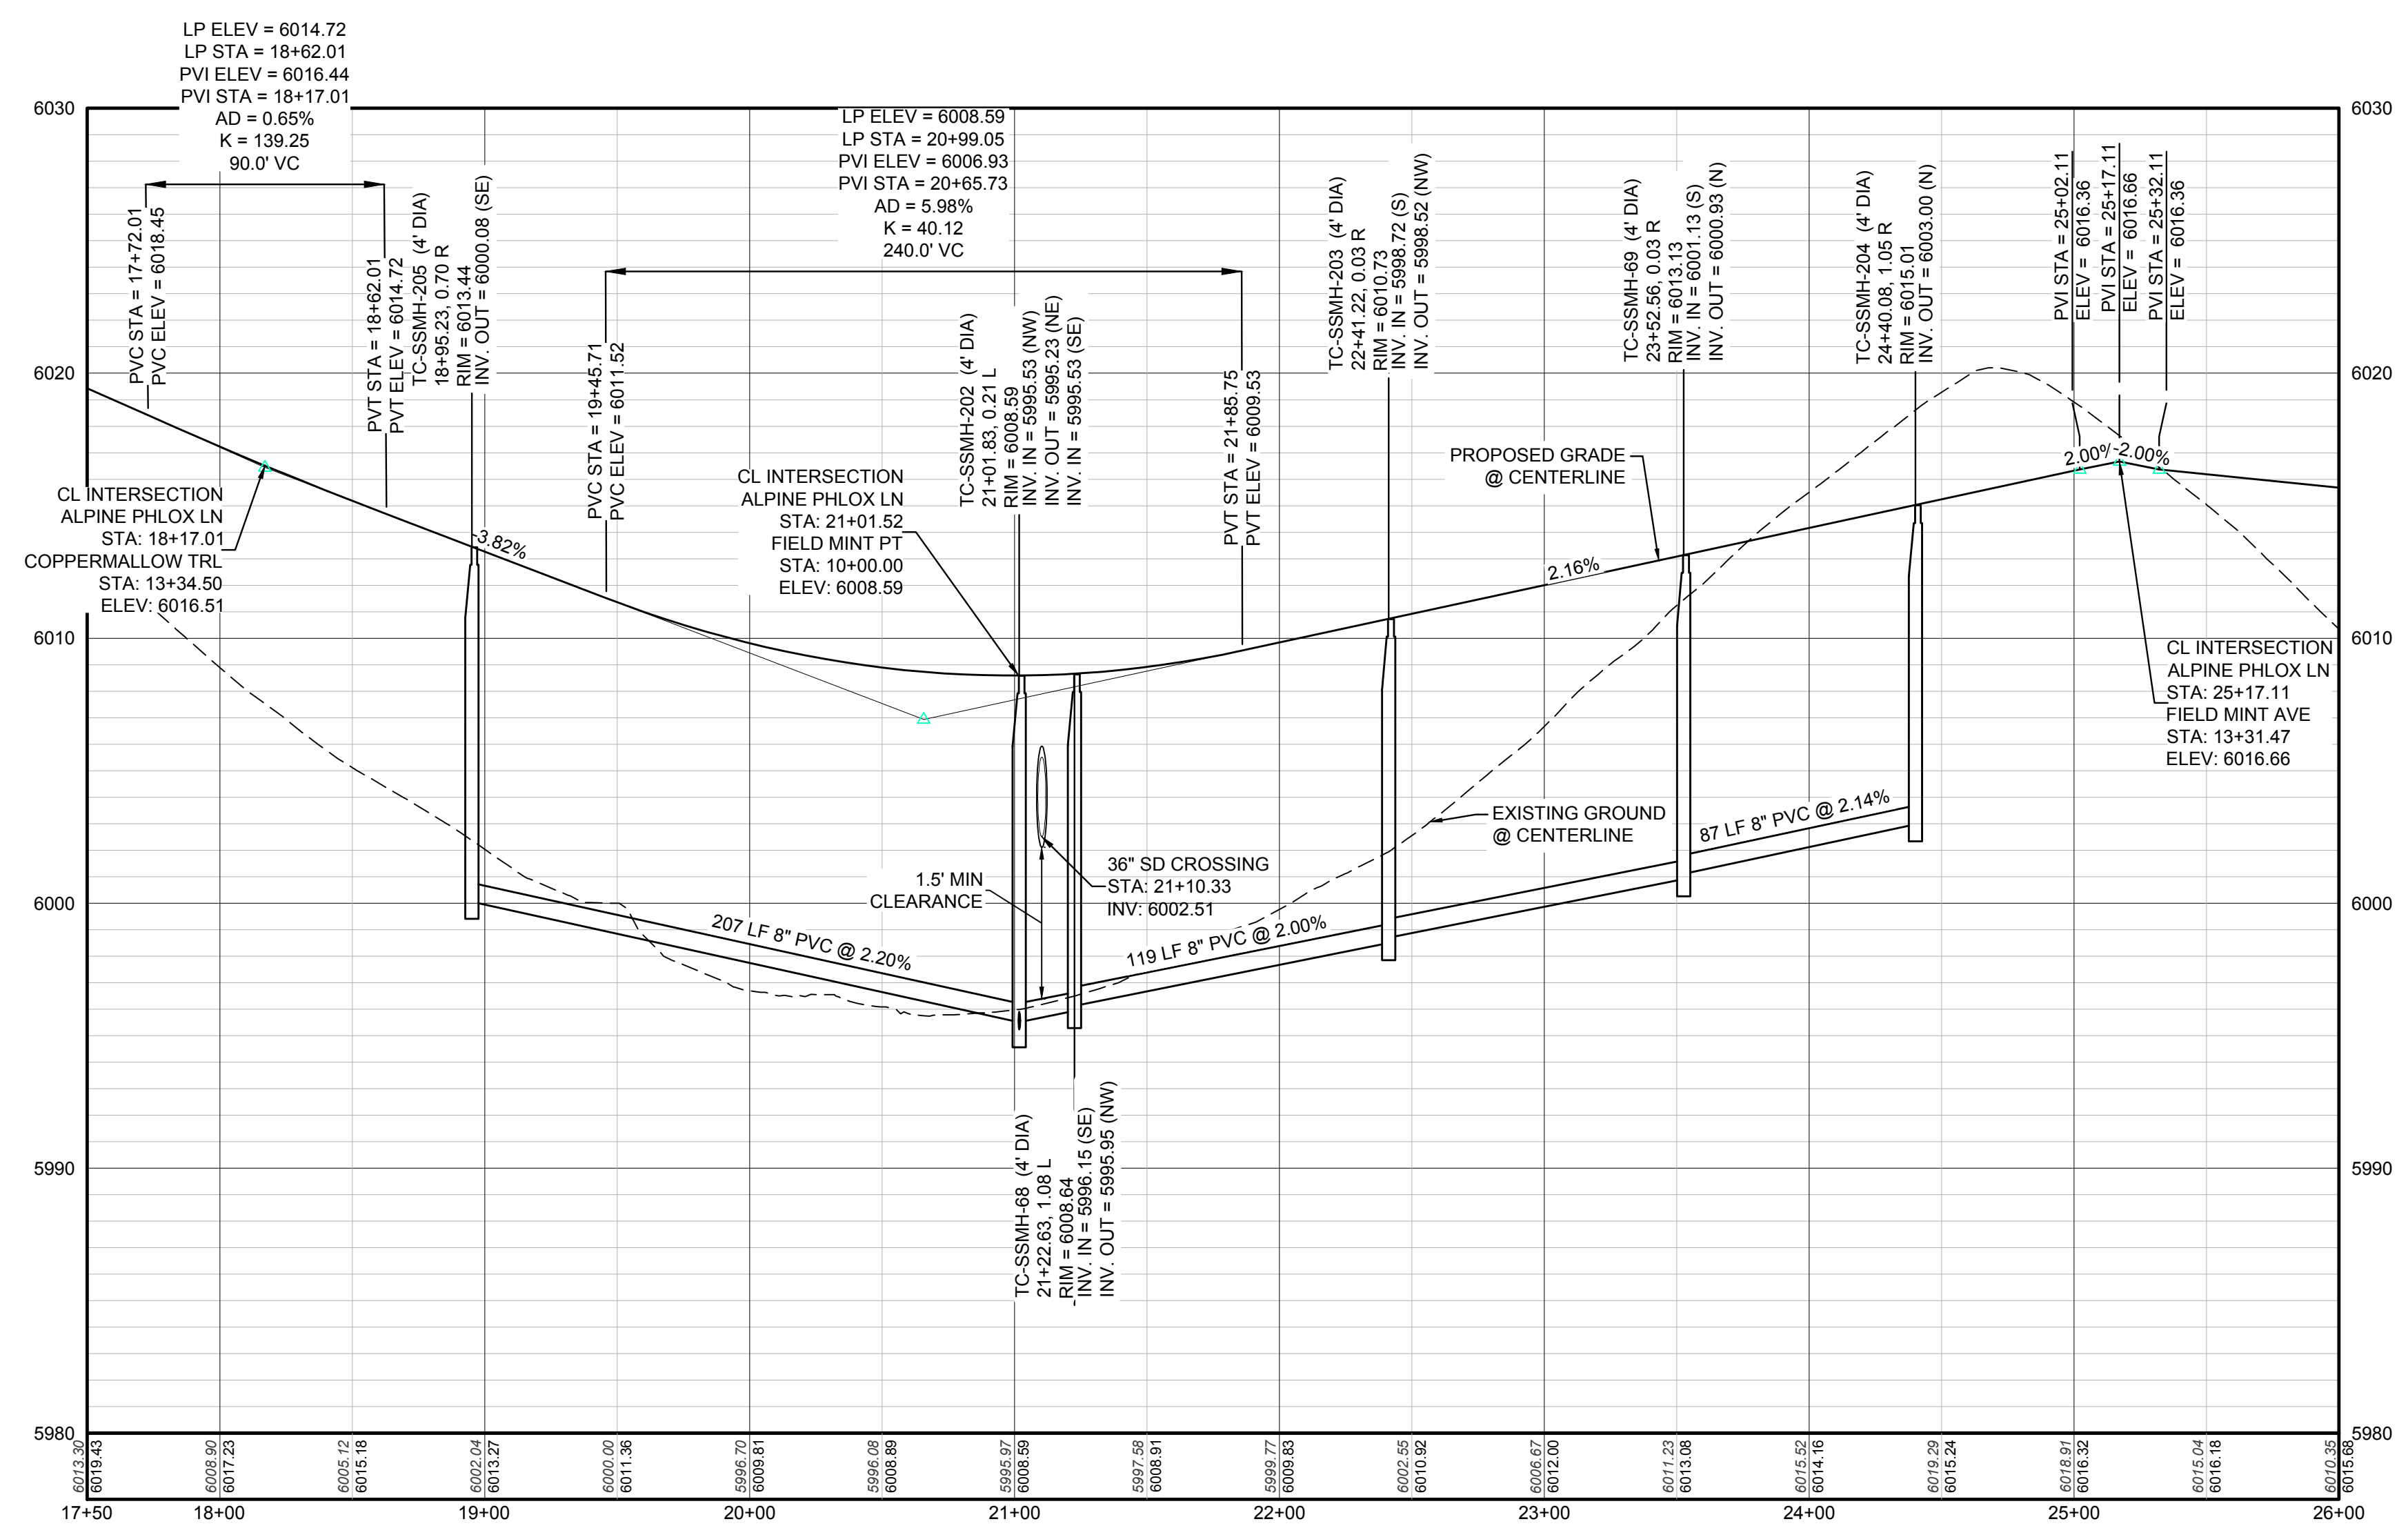 LP ELEV = 6014.72
LP STA = 18+62.01
PVI ELEV = 6016.44
PVI STA = 18+17.01
AD = 0.65%
K = 139.25
90.0' VC
LP ELEV = 6008.59
LP STA = 20+99.05
PVI ELEV = 6006.93
PVI STA = 20+65.73
AD = 5.98%
K = 40.12
240.0' VC
6030
6020
6010
6000
5990
5980
6030
6020
6010
6000
5990
5980
PVC STA = 17+72.01
PVC ELEV = 6018.45
PVT STA = 18+62.01
PVT ELEV = 6014.72
TC-SSMH-205 (4' DIA)
18+95.23, 0.70 R
RIM = 6013.44
INV. OUT = 6000.08 (SE)
PVC STA = 19+45.71
PVC ELEV = 6011.52
TC-SSMH-202 (4' DIA)
21+01.83, 0.21 L
RIM = 6008.59
INV. IN = 5995.53 (NW)
INV. OUT = 5995.23 (NE)
INV. IN = 5995.53 (SE)
PVT STA = 21+85.75
PVT ELEV = 6009.53
TC-SSMH-203 (4' DIA)
22+41.22, 0.03 R
RIM = 6010.73
INV. IN = 5998.72 (S)
INV. OUT = 5998.52 (NW)
TC-SSMH-69 (4' DIA)
23+52.56, 0.03 R
RIM = 6013.13
INV. IN = 6001.13 (S)
INV. OUT = 6000.93 (N)
TC-SSMH-204 (4' DIA)
24+40.08, 1.05 R
RIM = 6015.01
INV. OUT = 6003.00 (N)
PVI STA = 25+02.11
ELEV = 6016.36
PVI STA = 25+17.11
ELEV = 6016.66
PVI STA = 25+32.11
ELEV = 6016.36
CL INTERSECTION
ALPINE PHLOX LN
STA: 18+17.01
COPPERMALLOW TRL
STA: 13+34.50
ELEV: 6016.51
-3.82%
CL INTERSECTION
ALPINE PHLOX LN
STA: 21+01.52
FIELD MINT PT
STA: 10+00.00
ELEV: 6008.59
PROPOSED GRADE
@ CENTERLINE
2.16%
2.00%
-2.00%
CL INTERSECTION
ALPINE PHLOX LN
STA: 25+17.11
FIELD MINT AVE
STA: 13+31.47
ELEV: 6016.66
EXISTING GROUND
@ CENTERLINE
87 LF 8" PVC @ 2.14%
36" SD CROSSING
STA: 21+10.33
INV: 6002.51
1.5' MIN
CLEARANCE
207 LF 8" PVC @ 2.20%
119 LF 8" PVC @ 2.00%
TC-SSMH-68 (4' DIA)
21+22.63, 1.08 L
RIM = 6008.64
INV. IN = 5996.15 (SE)
INV. OUT = 5995.95 (NW)
6013.30
6019.43
6008.90
6017.23
6005.12
6015.18
6002.04
6013.27
6000.00
6011.36
5996.70
6009.81
5996.08
6008.89
5995.97
6008.59
5997.58
6008.91
5999.77
6009.83
6002.55
6010.92
6006.67
6012.00
6011.23
6013.08
6015.52
6014.16
6019.29
6015.24
6018.91
6016.32
6015.04
6016.18
6010.35
6015.68
17+50
18+00
19+00
20+00
21+00
22+00
23+00
24+00
25+00
26+00